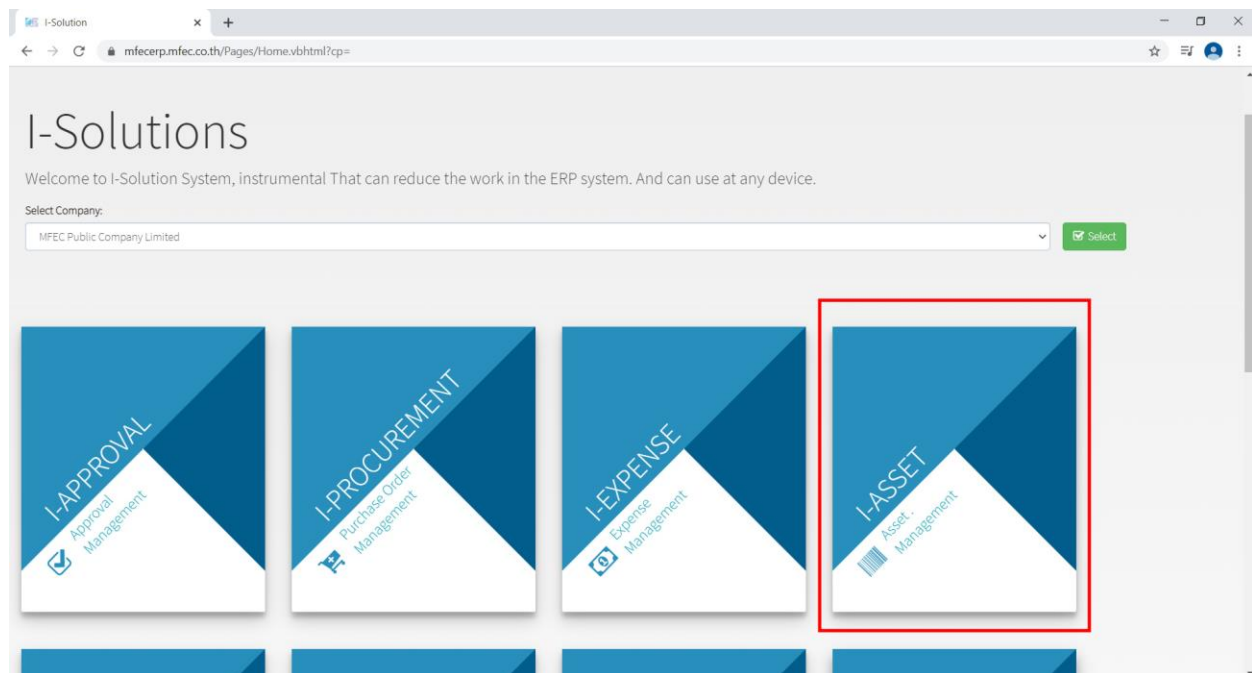 I-Solution
mfecerp.mfec.co.th/Pages/Home.vbhtml?cp=
I-Solutions
Welcome to I-Solution System, instrumental That can reduce the work in the ERP system. And can use at any device.
Select Company:
MFEC Public Company Limited
Select
I-APPROVAL
Approval
Management
I-PROCUREMENT
Purchase Order
Management
I-EXPENSE
Expense
Management
I-ASSET
Asset .
Management